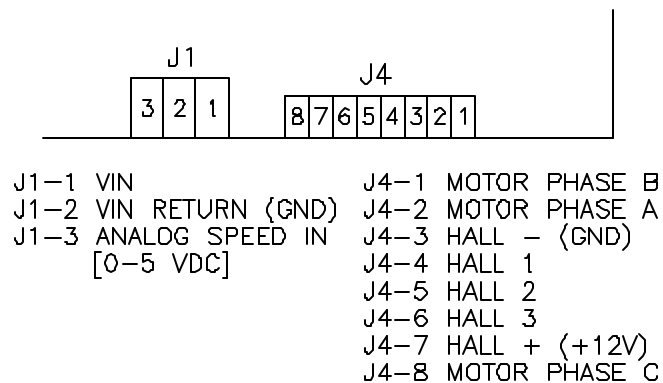 J1
J4
3 2 1
8 7 6 5 4 3 2 1
J1-1 VIN
J1-2 VIN RETURN (GND)
J1-3 ANALOG SPEED IN
[0-5 VDC]
J4-1 MOTOR PHASE B
J4-2 MOTOR PHASE A
J4-3 HALL - (GND)
J4-4 HALL 1
J4-5 HALL 2
J4-6 HALL 3
J4-7 HALL + (+12V)
J4-8 MOTOR PHASE C